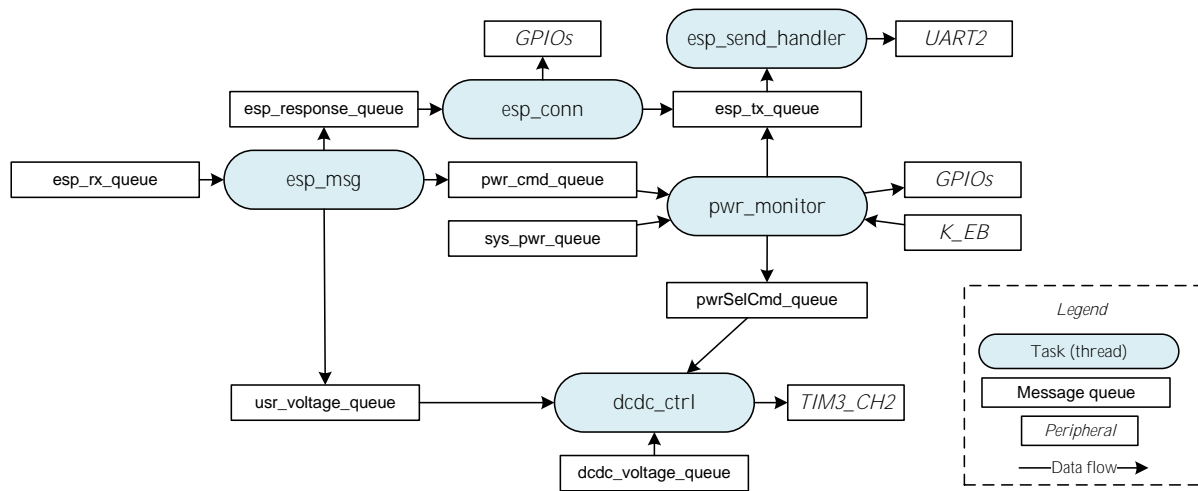 GPIOs
esp_send_handler
UART2
esp_response_queue
esp_conn
esp_tx_queue
esp_rx_queue
esp_msg
pwr_cmd_queue
pwr_monitor
GPIOs
sys_pwr_queue
K_EB
pwrSelCmd_queue
usr_voltage_queue
dcdc_ctrl
TIM3_CH2
dcdc_voltage_queue
Legend
Task (thread)
Message queue
Peripheral
Data flow